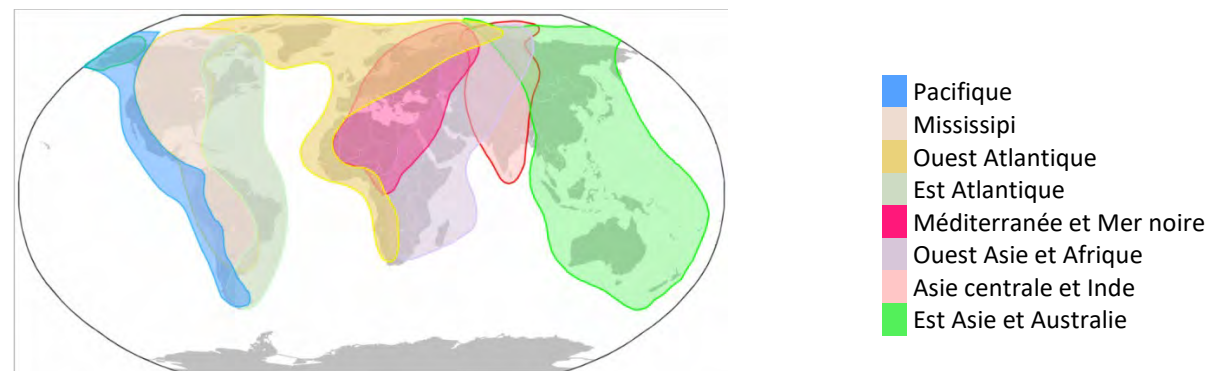 Pacifique
Mississipi
Ouest Atlantique
Est Atlantique
Méditerranée et Mer noire
Ouest Asie et Afrique
Asie centrale et Inde
Est Asie et Australie